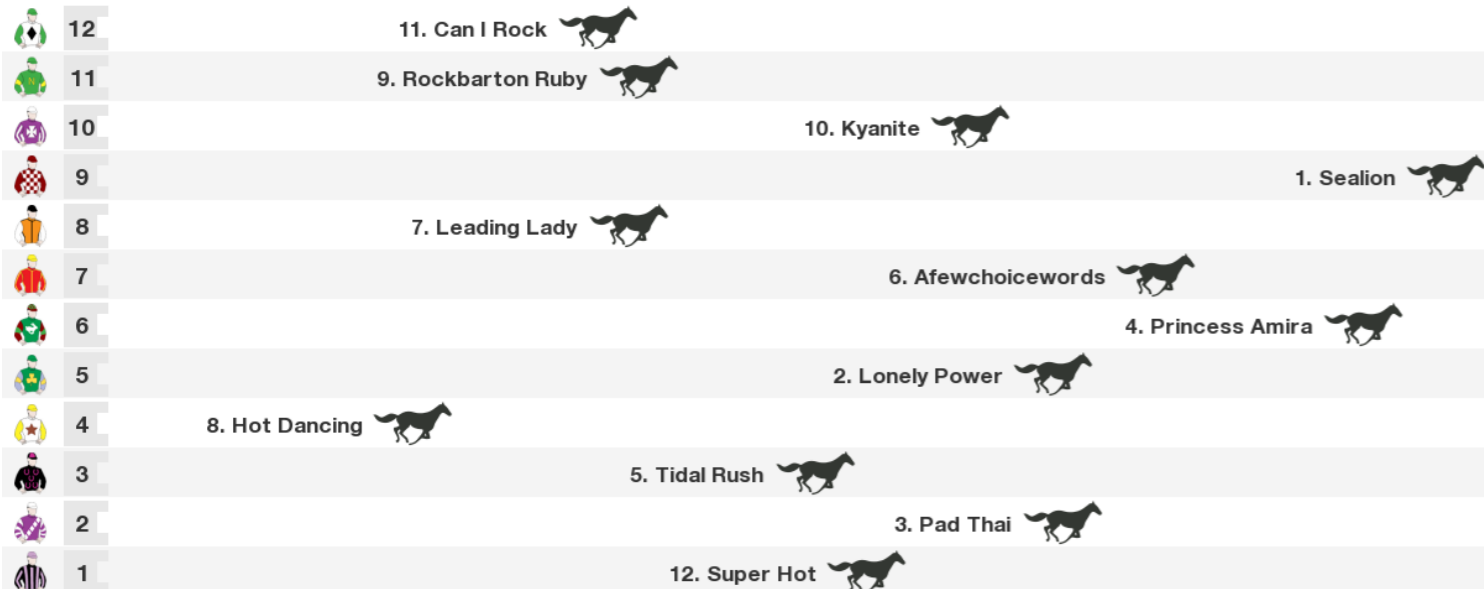 12 11. Can I Rock
11 9. Rockbarton Ruby
10 10. Kyanite
9 1. Sealion
8 7. Leading Lady
7 6. Afewchoicewords
6 4. Princess Amira
5 2. Lonely Power
4 8. Hot Dancing
3 5. Tidal Rush
2 3. Pad Thai
1 12. Super Hot